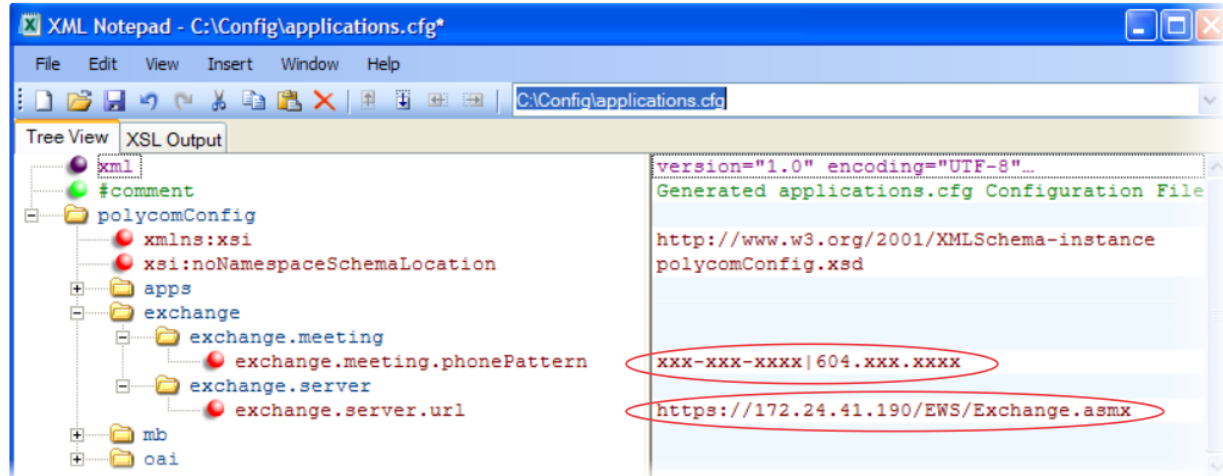 XML Notepad - C:\Config\applications.cfg*
File Edit View Insert Window Help
C:\Config\applications.cfg
Tree View XSL Output
xml version="1.0" encoding="UTF-8"…
#comment Generated applications.cfg Configuration File
polycomConfig
xmlns:xsi http://www.w3.org/2001/XMLSchema-instance
xsi:noNamespaceSchemaLocation polycomConfig.xsd
apps
exchange
exchange.meeting
exchange.meeting.phonePattern xxx-xxx-xxxx|604.xxx.xxxx
exchange.server
exchange.server.url https://172.24.41.190/EWS/Exchange.asmx
mb
oai